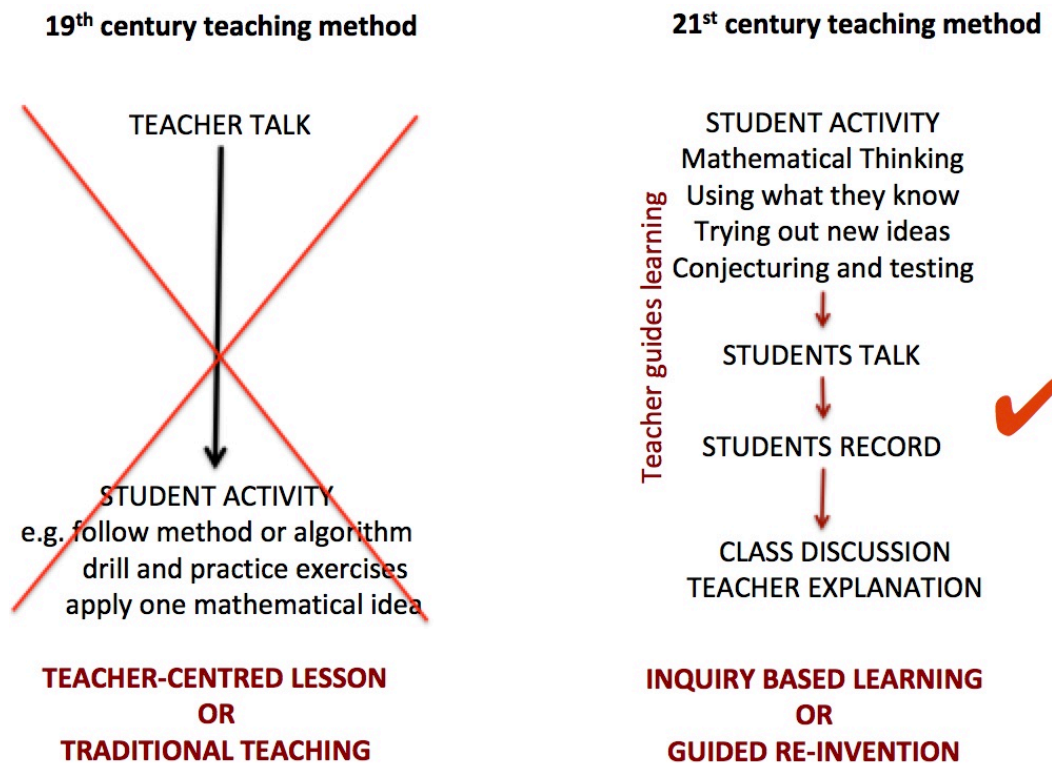 19th century teaching method
TEACHER TALK
STUDENT ACTIVITY
e.g. follow method or algorithm
drill and practice exercises
apply one mathematical idea
TEACHER-CENTRED LESSON
OR
TRADITIONAL TEACHING
21st century teaching method
Teacher guides learning
STUDENT ACTIVITY
Mathematical Thinking
Using what they know
Trying out new ideas
Conjecturing and testing
STUDENTS TALK
STUDENTS RECORD
CLASS DISCUSSION
TEACHER EXPLANATION
INQUIRY BASED LEARNING
OR
GUIDED RE-INVENTION